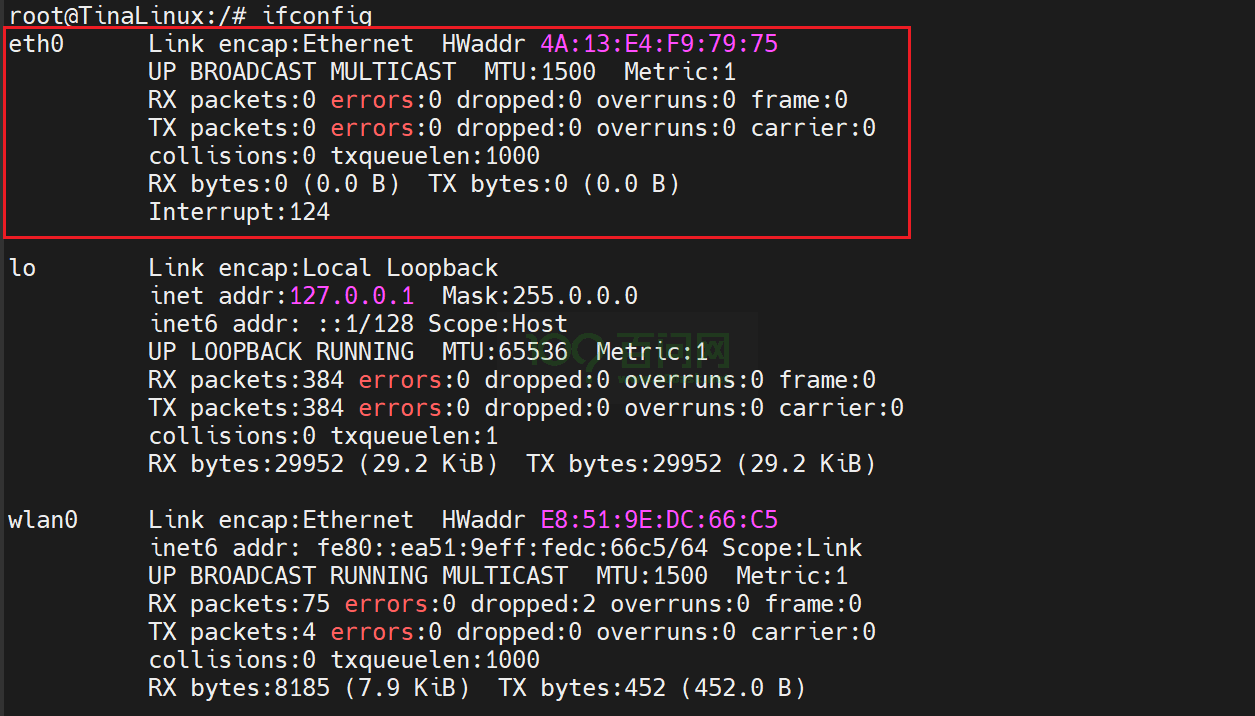 root@TinaLinux:/# ifconfig
eth0      Link encap:Ethernet  HWaddr 4A:13:E4:F9:79:75
          UP BROADCAST MULTICAST  MTU:1500  Metric:1
          RX packets:0 errors:0 dropped:0 overruns:0 frame:0
          TX packets:0 errors:0 dropped:0 overruns:0 carrier:0
          collisions:0 txqueuelen:1000
          RX bytes:0 (0.0 B)  TX bytes:0 (0.0 B)
          Interrupt:124
lo        Link encap:Local Loopback
          inet addr:127.0.0.1  Mask:255.0.0.0
          inet6 addr: ::1/128 Scope:Host
          UP LOOPBACK RUNNING  MTU:65536  Metric:1
          RX packets:384 errors:0 dropped:0 overruns:0 frame:0
          TX packets:384 errors:0 dropped:0 overruns:0 carrier:0
          collisions:0 txqueuelen:1
          RX bytes:29952 (29.2 KiB)  TX bytes:29952 (29.2 KiB)
wlan0     Link encap:Ethernet  HWaddr E8:51:9E:DC:66:C5
          inet6 addr: fe80::ea51:9eff:fedc:66c5/64 Scope:Link
          UP BROADCAST RUNNING MULTICAST  MTU:1500  Metric:1
          RX packets:75 errors:0 dropped:2 overruns:0 frame:0
          TX packets:4 errors:0 dropped:0 overruns:0 carrier:0
          collisions:0 txqueuelen:1000
          RX bytes:8185 (7.9 KiB)  TX bytes:452 (452.0 B)
百问网